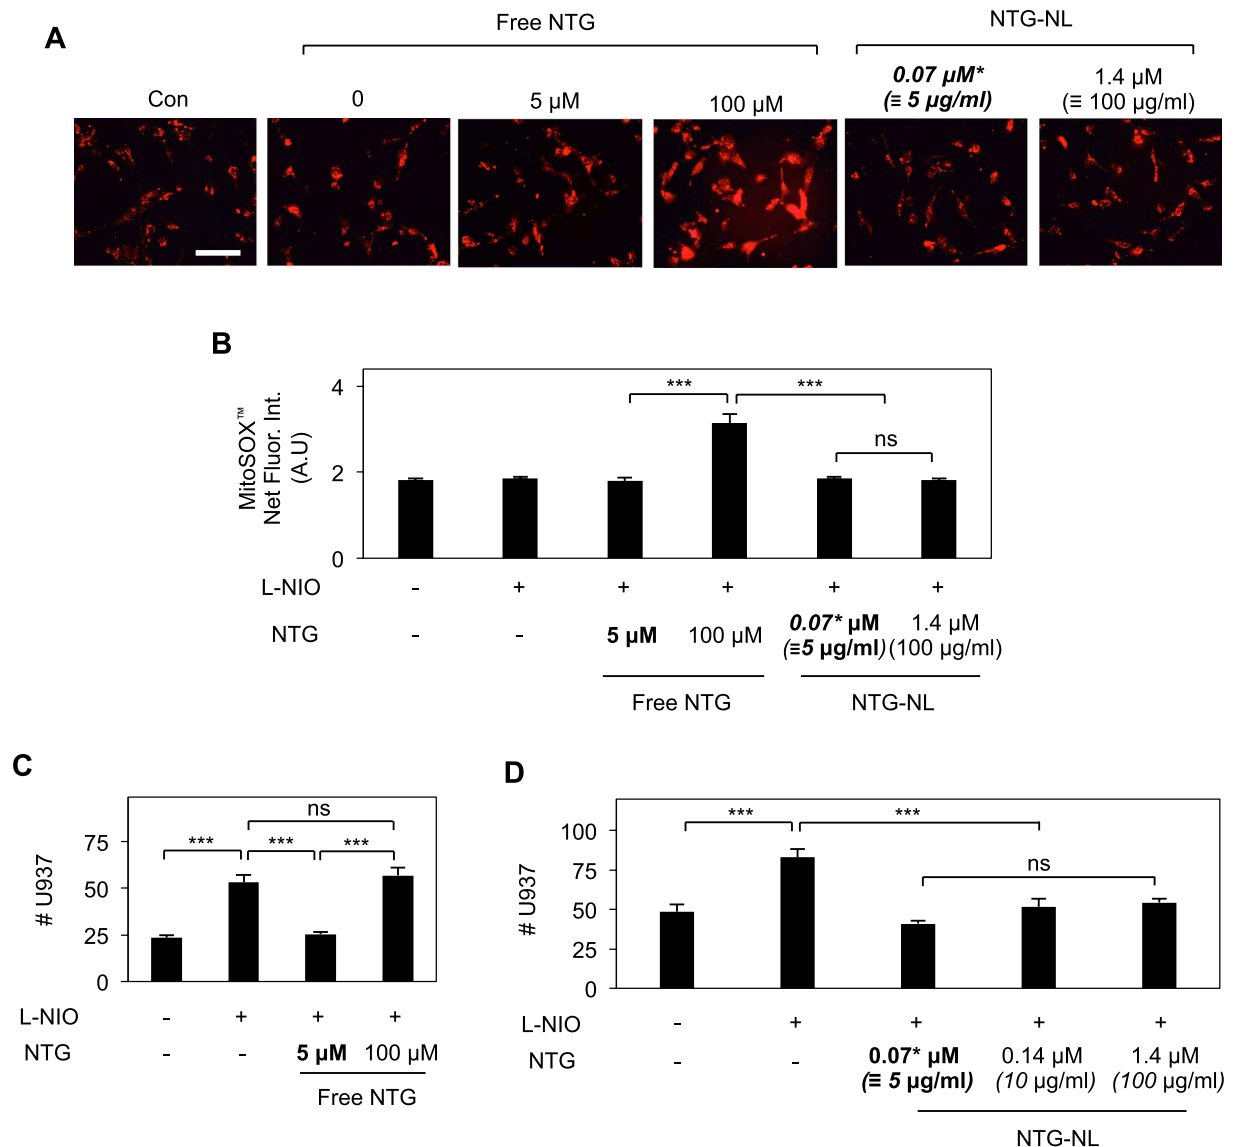 A
Free NTG
NTG-NL
Con
0
5 µM
100 µM
0.07 µM*
(≡ 5 µg/ml)
1.4 µM
(≡ 100 µg/ml)
B
MitoSOX™
Net Fluor. Int.
(A.U)
4
2
0
***
***
ns
L-NIO - + + + + +
NTG - - 5 µM 100 µM 0.07* µM 1.4 µM
(≡5 µg/ml) (100 µg/ml)
Free NTG
NTG-NL
C
# U937
75
50
25
0
ns
*** *** ***
L-NIO - + + +
NTG - - 5 µM 100 µM
Free NTG
D
# U937
100
75
50
25
0
*** ***
ns
L-NIO - + + + +
NTG - - 0.07* µM 0.14 µM 1.4 µM
(≡ 5 µg/ml) (10 µg/ml) (100 µg/ml)
NTG-NL